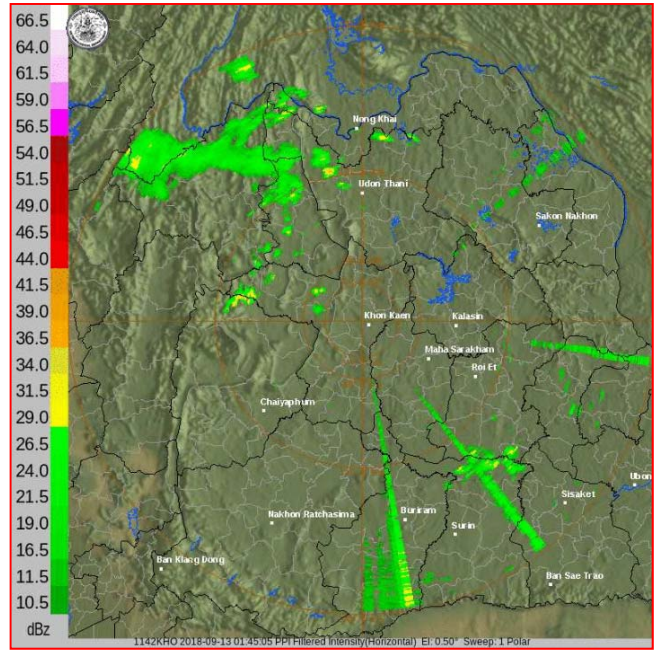 66.5
64.0
61.5
59.0
56.5
54.0
51.5
49.0
46.5
44.0
41.5
39.0
36.5
34.0
31.5
29.0
26.5
24.0
21.5
19.0
16.5
11.5
10.5
dBz
Nong Khai
Udon Thani
Sakon Nakhon
Khon Kaen
Kalasin
Maha Sarakham
Roi Et
Chaiyaphum
Ubon
Sisaket
Nakhon Ratchasima
Buriram
Surin
Ban Klang Dong
Ban Sae Trao
1142KHO 2018-09-13 01:45:05 PPI Filtered Intensity(Horizontal) El: 0.50° Sweep: 1 Polar